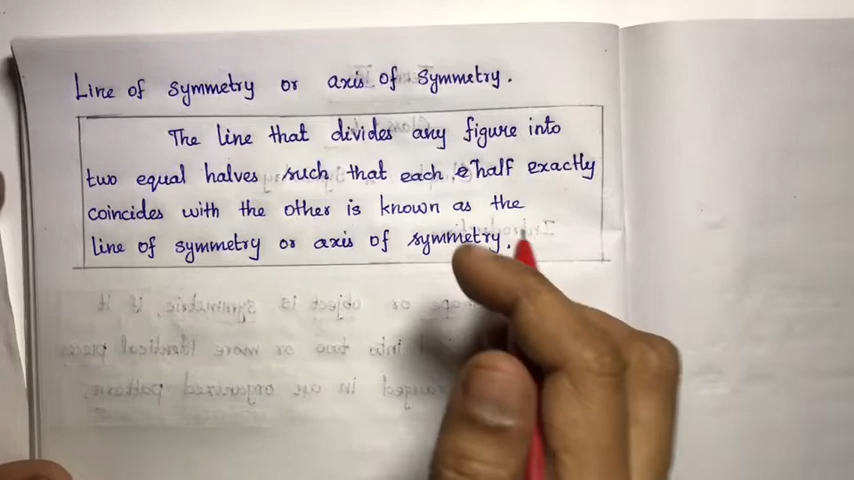 Line of symmetry or axis of symmetry.
The line that divides any figure into
two equal halves such that each half exactly
coincides with the other is known as the
line of symmetry or axis of symmetry.